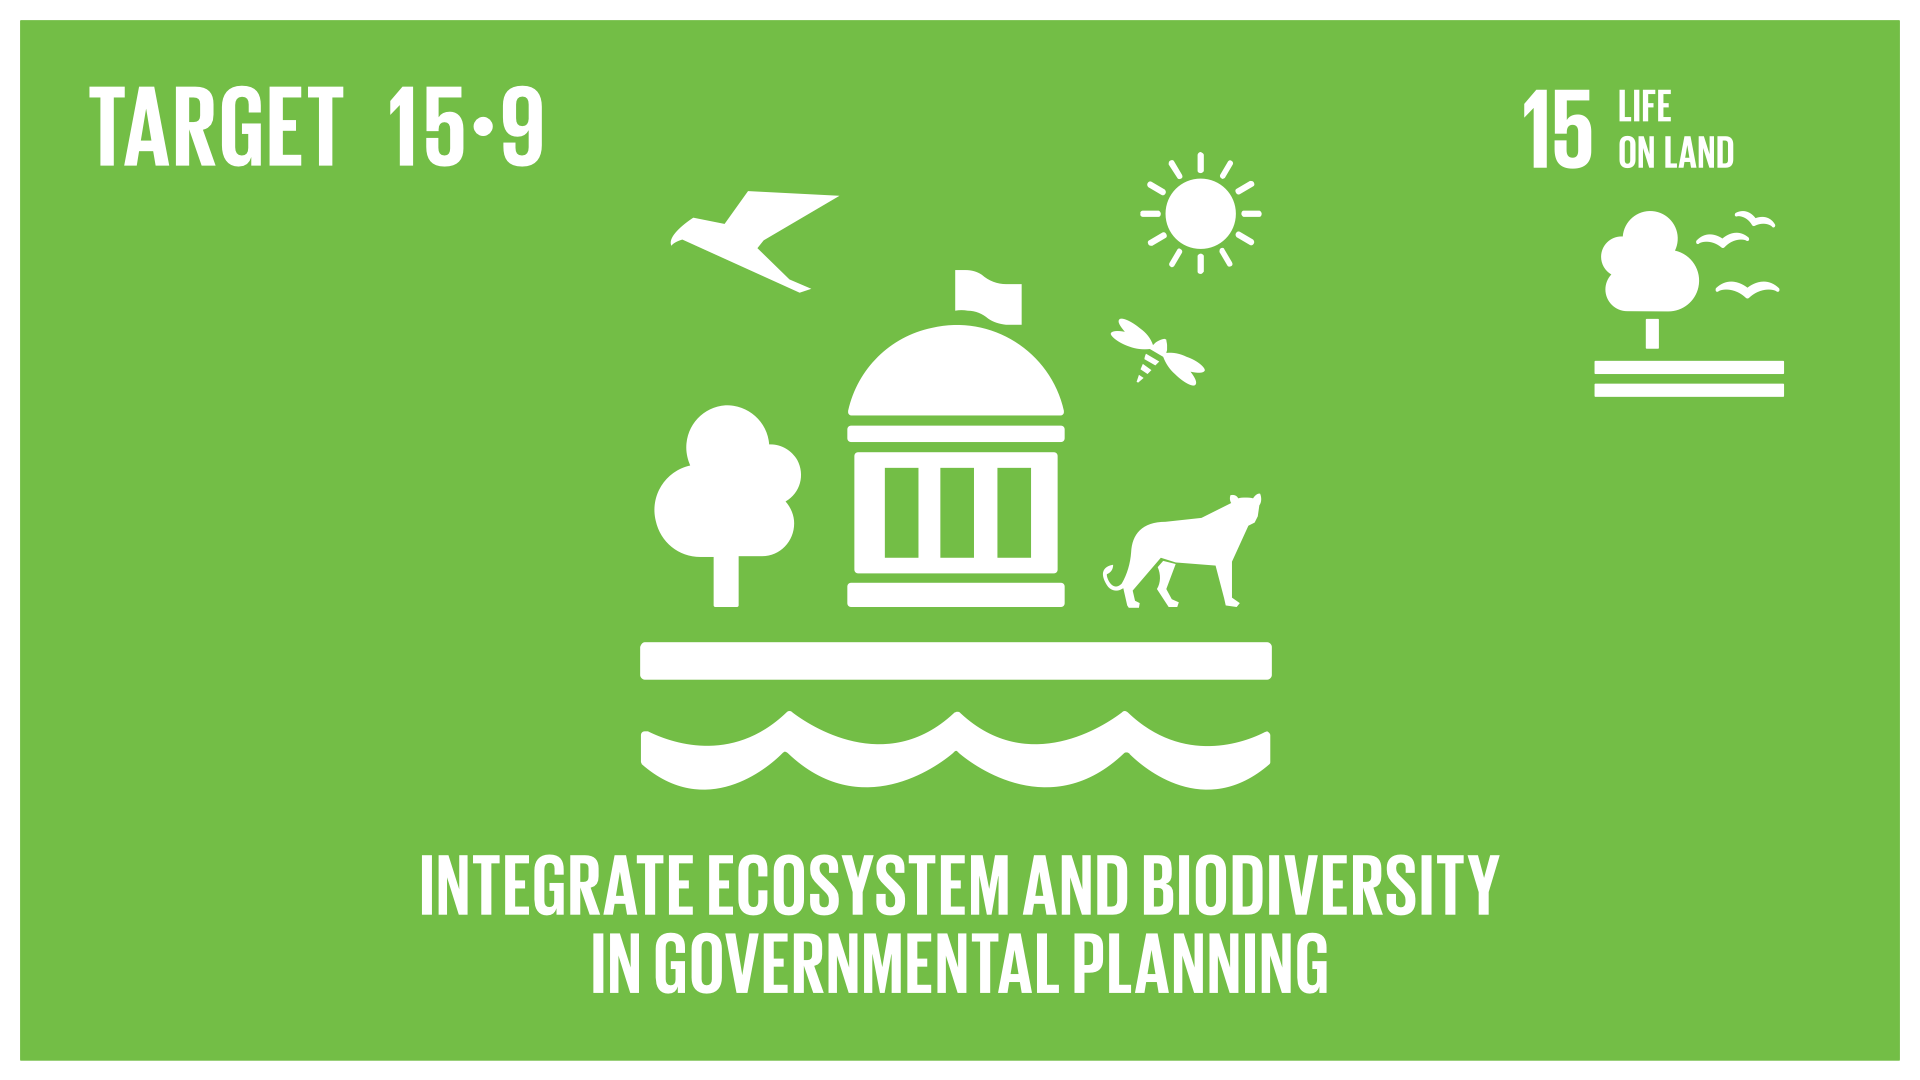 TARGET 15.9
15 LIFE
ON LAND
INTEGRATE ECOSYSTEM AND BIODIVERSITY
IN GOVERNMENTAL PLANNING